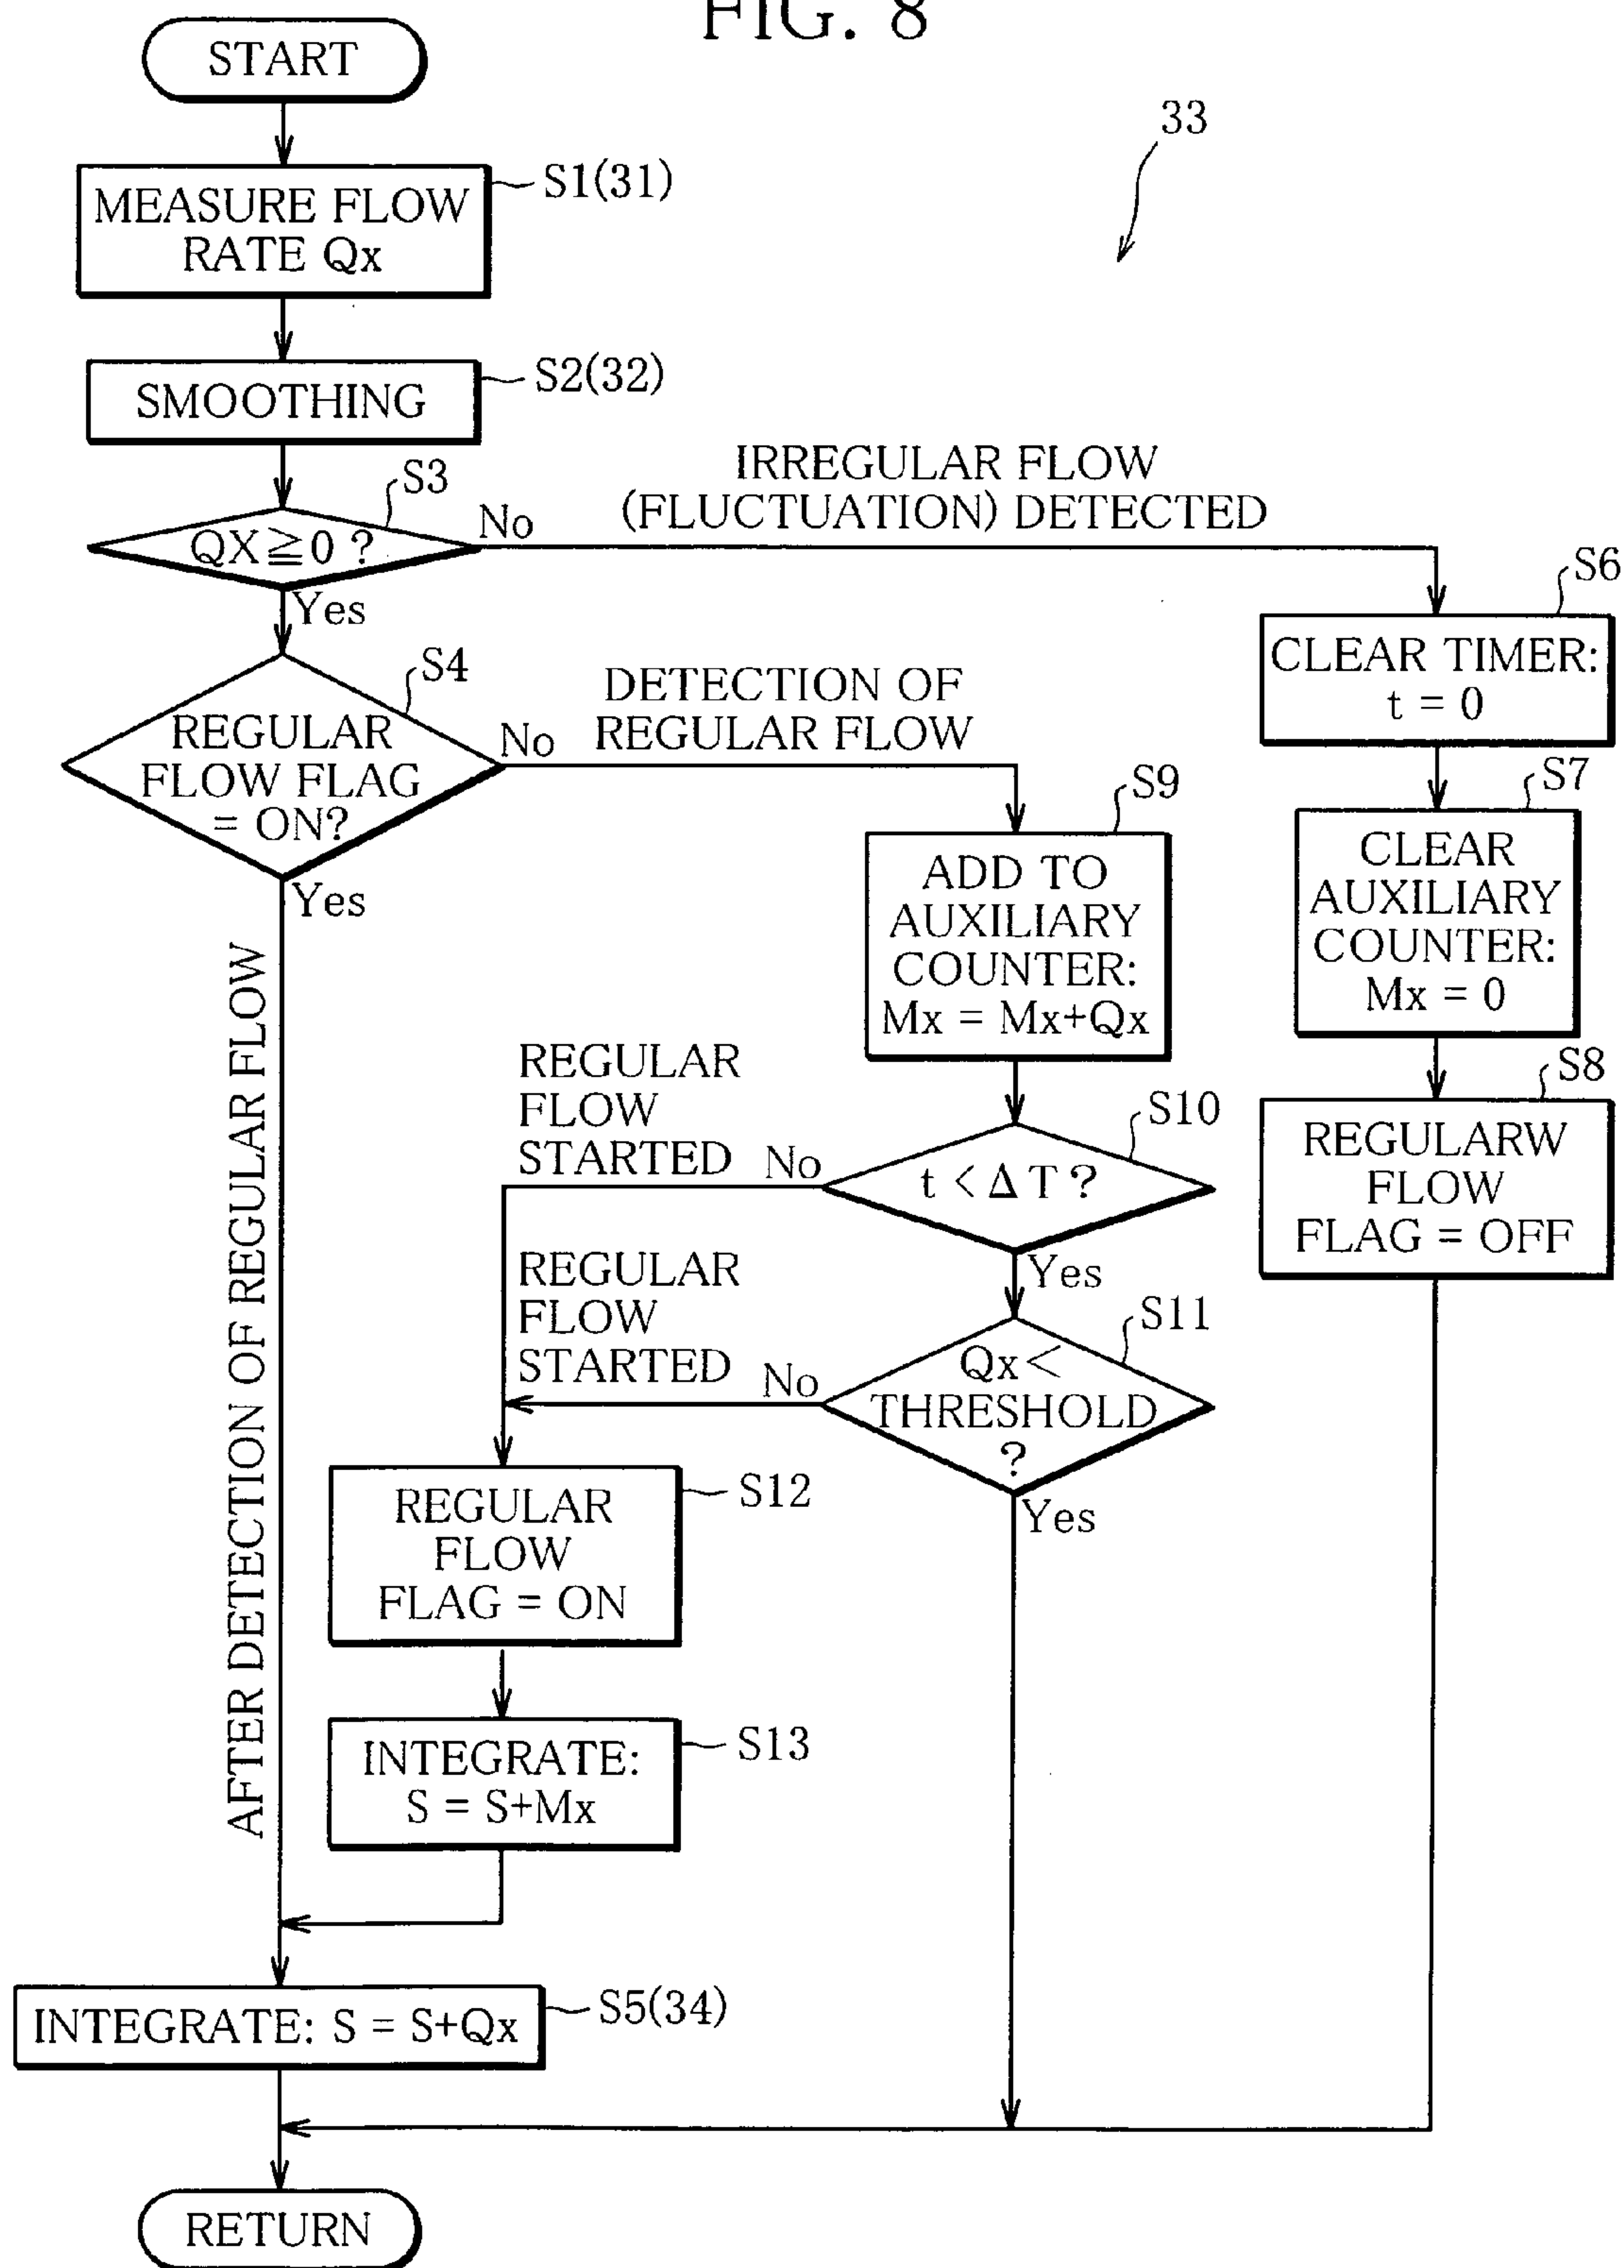 FIG. 8
START
33
S1(31)
MEASURE FLOW
RATE Qx
S2(32)
SMOOTHING
S3
QX≧0 ?
No
IRREGULAR FLOW
(FLUCTUATION) DETECTED
Yes
S4
REGULAR
FLOW FLAG
= ON?
No
DETECTION OF
REGULAR FLOW
Yes
S6
CLEAR TIMER:
t = 0
S7
CLEAR
AUXILIARY
COUNTER:
Mx = 0
S8
REGULARW
FLOW
FLAG = OFF
S9
ADD TO
AUXILIARY
COUNTER:
Mx = Mx+Qx
S10
t < Δ T ?
No
REGULAR
FLOW
STARTED
Yes
S11
Qx<
THRESHOLD
?
No
REGULAR
FLOW
STARTED
Yes
S12
REGULAR
FLOW
FLAG = ON
S13
INTEGRATE:
S = S+Mx
AFTER DETECTION OF REGULAR FLOW
S5(34)
INTEGRATE: S = S+Qx
RETURN